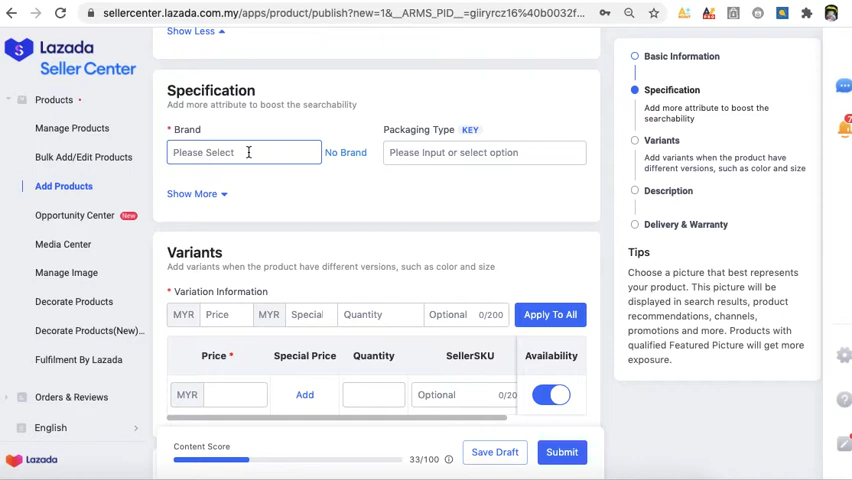 sellercenter.lazada.com.my/apps/product/publish?new=1&__ARMS_PID__=giiryrcz16%40b0032f...
Lazada
Seller Center
Products
Manage Products
Bulk Add/Edit Products
Add Products
Opportunity Center New
Media Center
Manage Image
Decorate Products
Decorate Products(New)...
Fulfilment By Lazada
Orders & Reviews
English
Lazada
Show Less
Specification
Add more attribute to boost the searchability
* Brand
Packaging Type KEY
Please Select
No Brand
Please Input or select option
Show More
Variants
Add variants when the product have different versions, such as color and size
* Variation Information
MYR Price MYR Special Quantity Optional 0/200 Apply To All
Price * Special Price Quantity SellerSKU Availability
MYR Add Optional 0/20
Content Score
33/100
Save Draft
Submit
Basic Information
Specification
Add more attribute to boost the
searchability
Variants
Add variants when the product have
different versions, such as color and size
Description
Delivery & Warranty
Tips
Choose a picture that best represents
your product. This picture will be
displayed in search results, product
recommendations, channels,
promotions and more. Products with
qualified Featured Picture will get more
exposure.